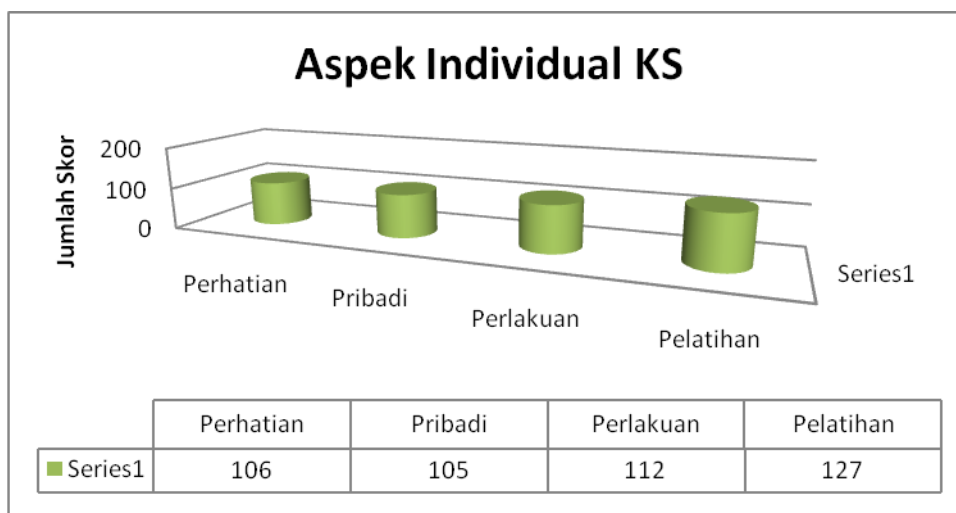 Aspek Individual KS
Jumlah Skor
200
100
0
Perhatian
Pribadi
Perlakuan
Pelatihan
Series1
Perhatian Pribadi Perlakuan Pelatihan
Series1 106 105 112 127